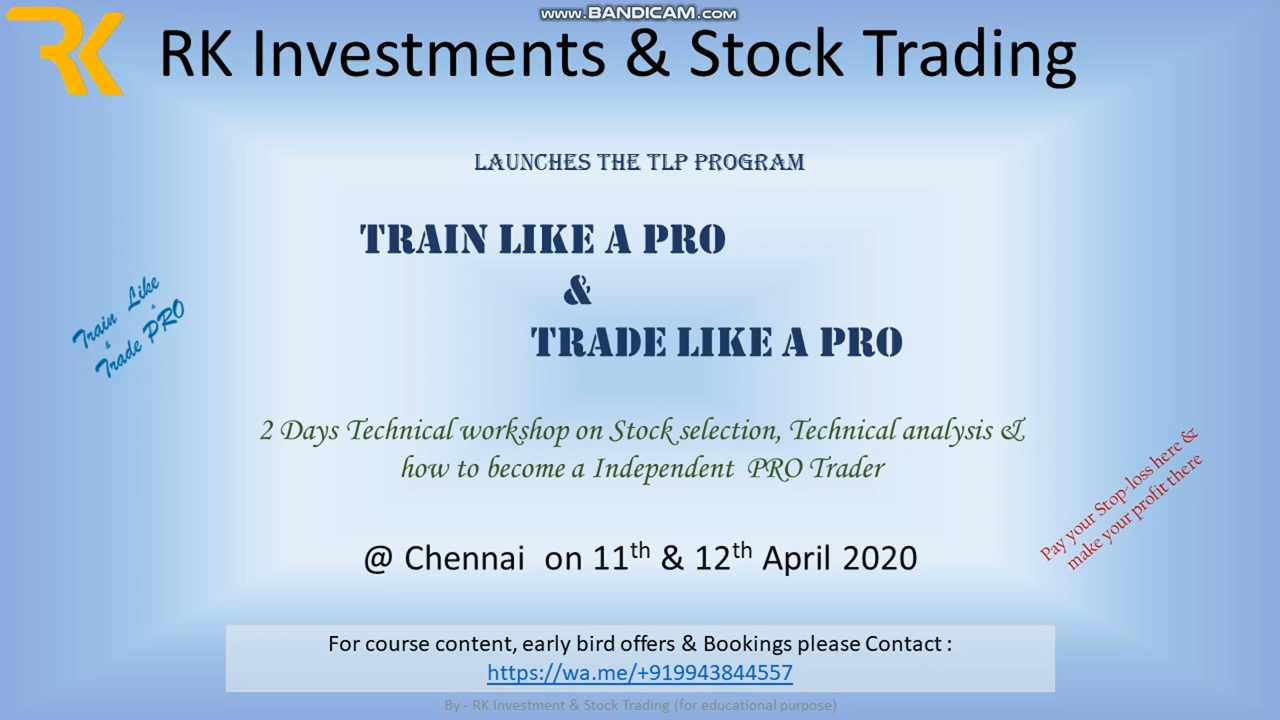 www.BANDICAM.com
RK
RK Investments & Stock Trading
LAUNCHES THE TLP PROGRAM
TRAIN LIKE A PRO
&
TRADE LIKE A PRO
Train Like
&
Trade PRO
2 Days Technical workshop on Stock selection, Technical analysis &
how to become a Independent PRO Trader
Pay your Stop-loss here &
make your profit there
@ Chennai on 11th & 12th April 2020
For course content, early bird offers & Bookings please Contact :
https://wa.me/+919943844557
By - RK Investment & Stock Trading (for educational purpose)